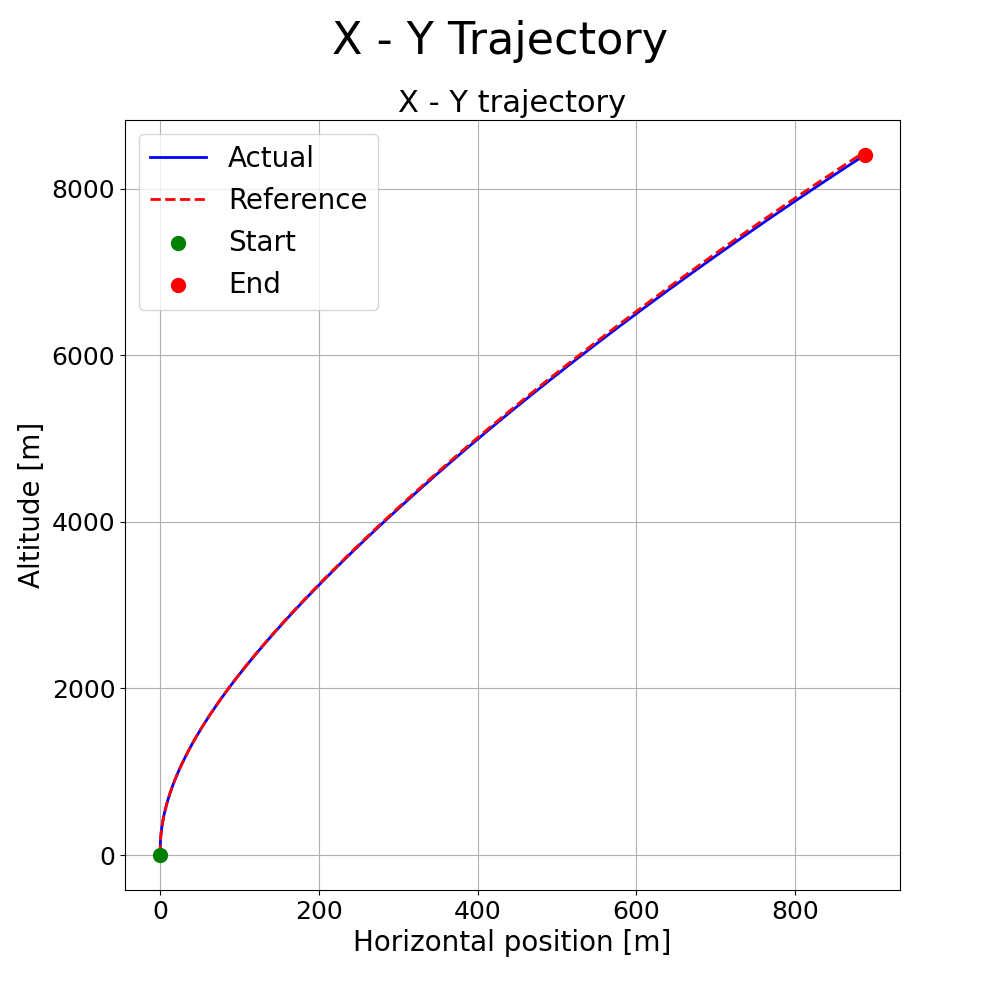 X - Y Trajectory
X - Y trajectory
Actual
Reference
Start
End
8000
6000
4000
2000
0
Altitude [m]
0 200 400 600 800
Horizontal position [m]